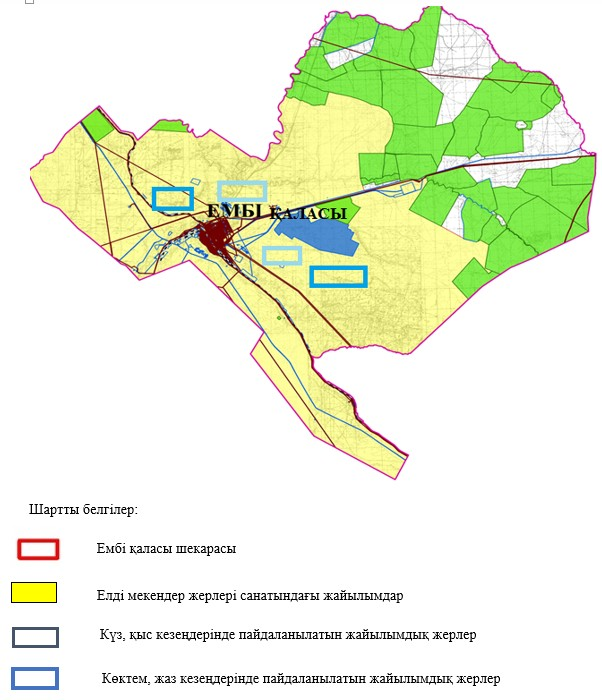 ЕМБІ ҚАЛАСЫ
Шартты белгілер:
Ембі қаласы шекарасы
Елді мекендер жерлері санатындағы жайылымдар
Күз, қыс кезеңдерінде пайдаланылатын жайылымдық жерлер
Көктем, жаз кезеңдерінде пайдаланылатын жайылымдық жерлер